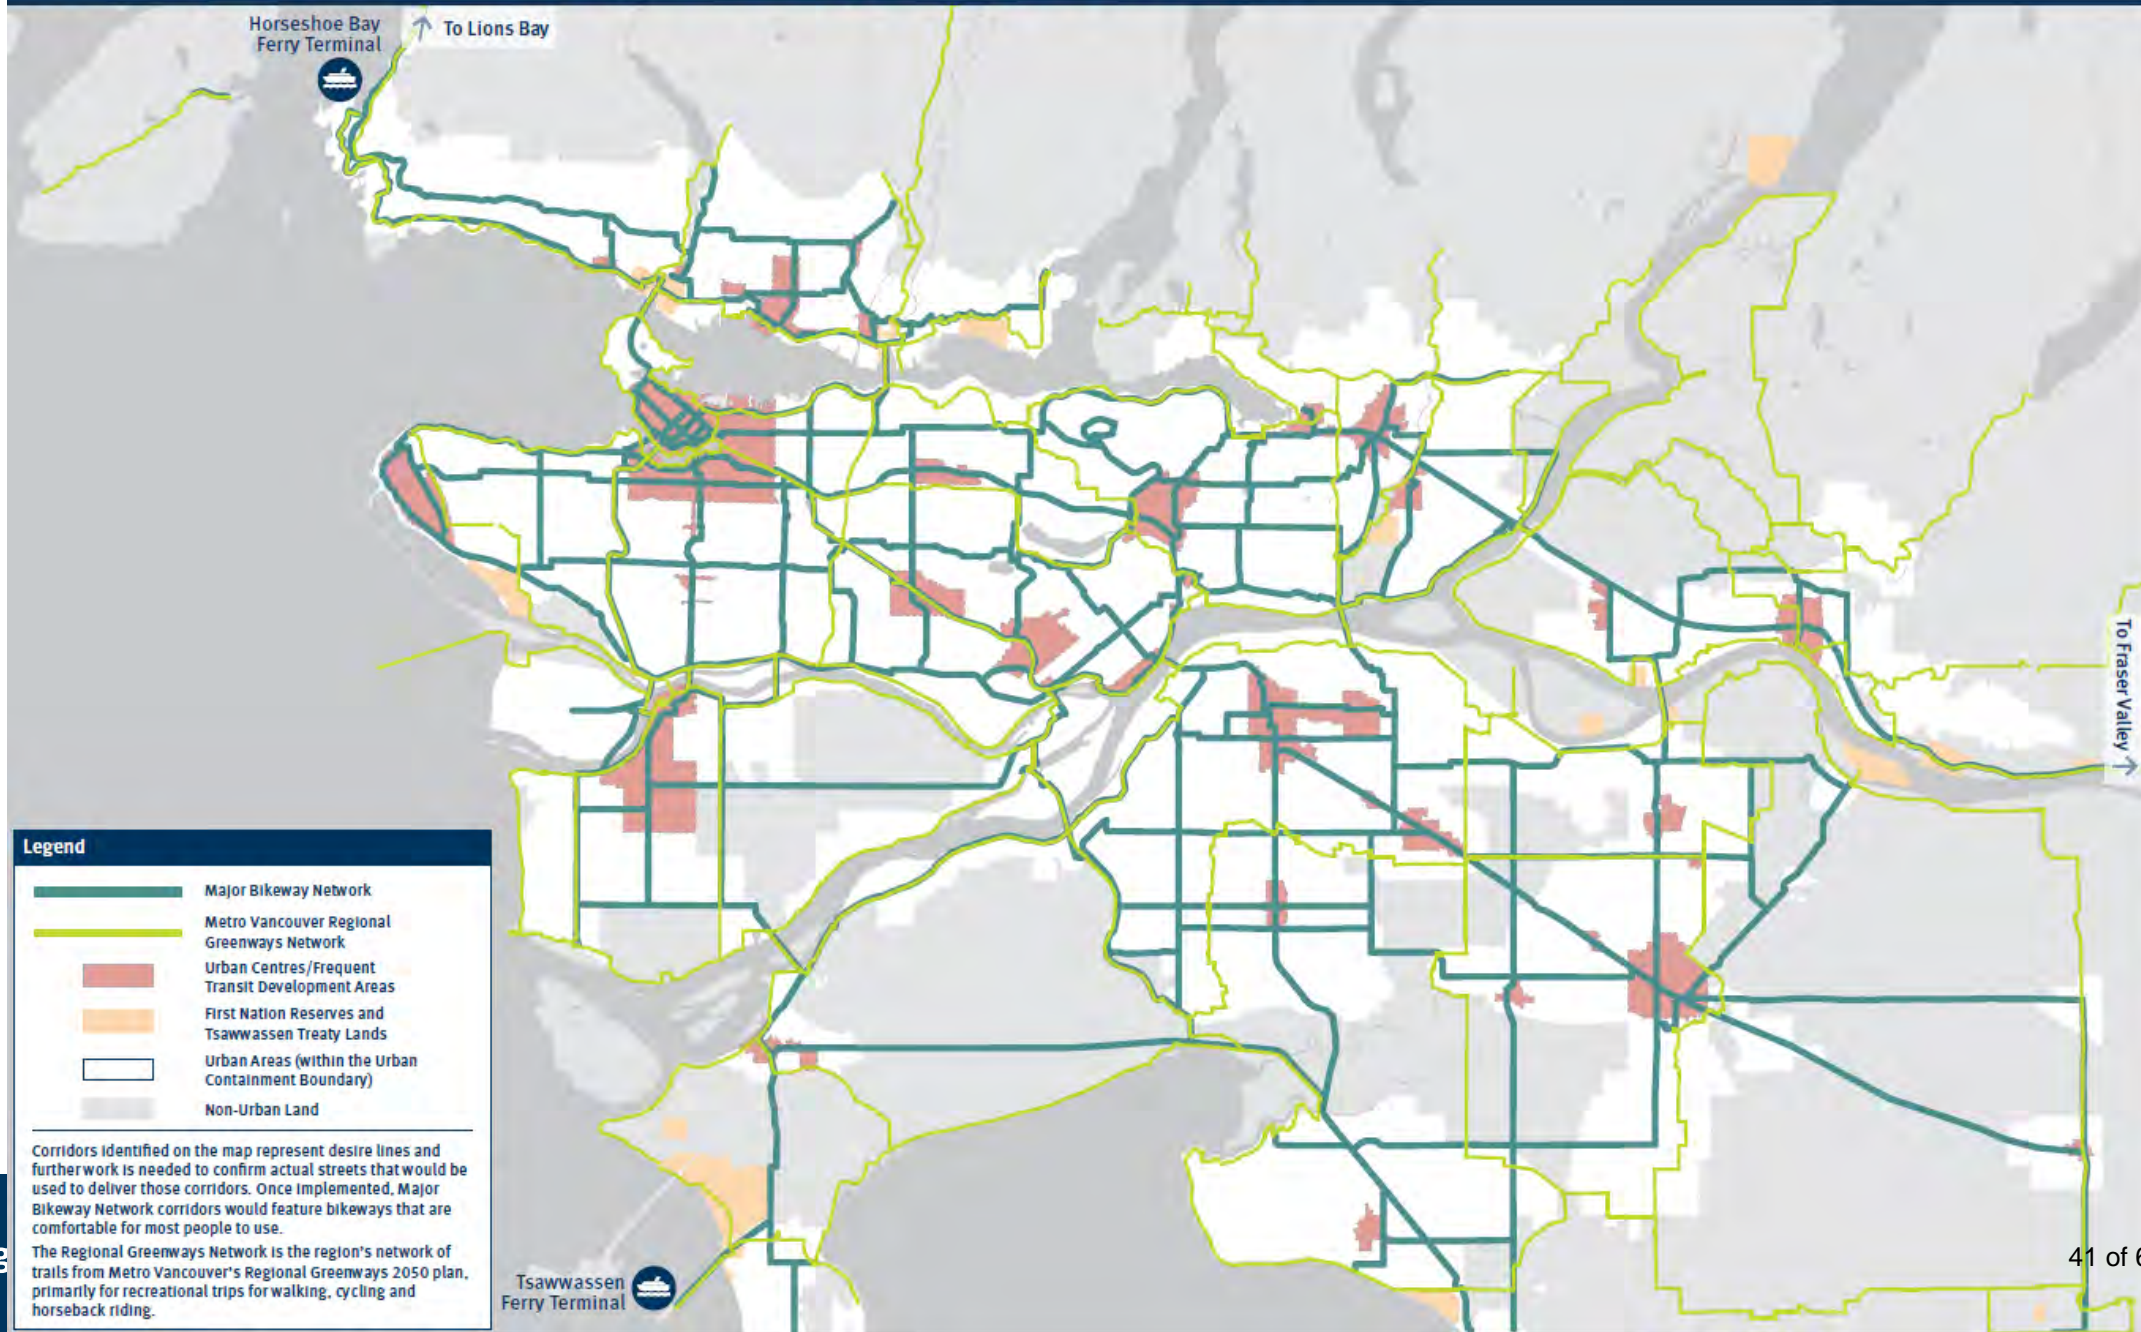 Horseshoe Bay
Ferry Terminal
To Lions Bay
To Fraser Valley
Legend
Major Bikeway Network
Metro Vancouver Regional
Greenways Network
Urban Centres/Frequent
Transit Development Areas
First Nation Reserves and
Tsawwassen Treaty Lands
Urban Areas (within the Urban
Containment Boundary)
Non-Urban Land
Corridors identified on the map represent desire lines and
further work is needed to confirm actual streets that would be
used to deliver those corridors. Once implemented, Major
Bikeway Network corridors would feature bikeways that are
comfortable for most people to use.
The Regional Greenways Network is the region's network of
trails from Metro Vancouver's Regional Greenways 2050 plan,
primarily for recreational trips for walking, cycling and
horseback riding.
Tsawwassen
Ferry Terminal
41 of